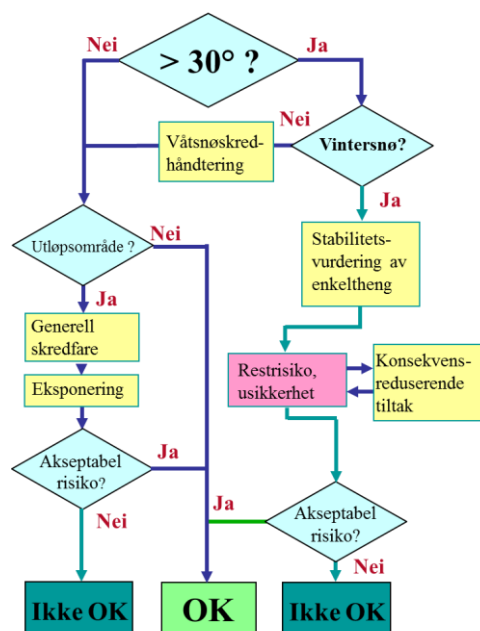 Nei
Ja
> 30° ?
Nei
Våtsnøskred-
håndtering
Vintersnø?
Ja
Utløpsområde ?
Nei
Stabilitets-
vurdering av
enkeltheng
Ja
Generell
skredfare
Restrisiko,
usikkerhet
Konsekvens-
reduserende
tiltak
Eksponering
Akseptabel
risiko?
Ja
Ja
Akseptabel
risiko?
Nei
Nei
Ikke OK
OK
Ikke OK